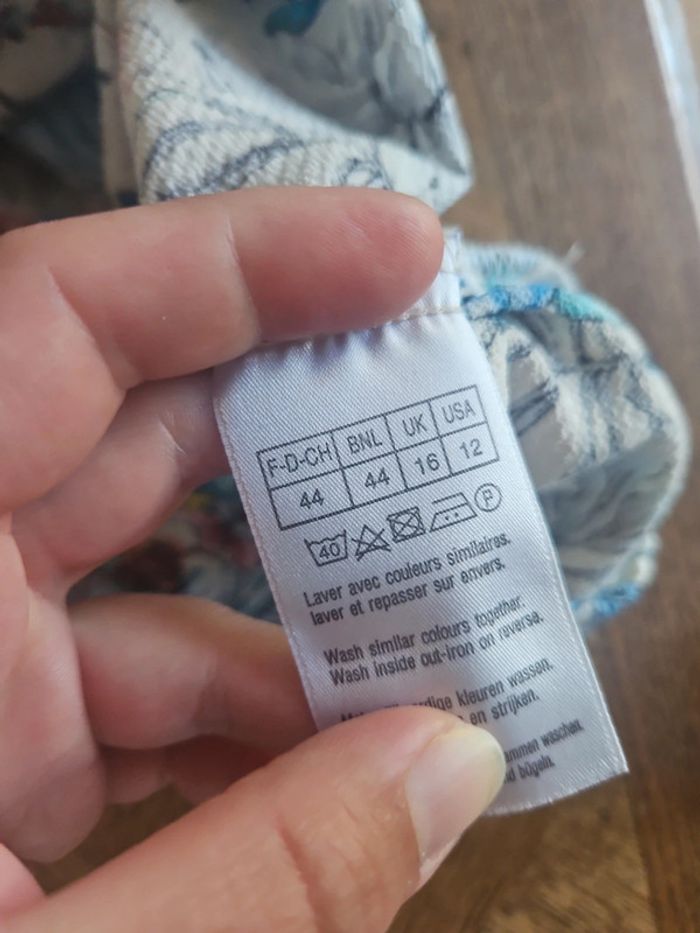 F-D-CH BNL UK USA
44 44 16 12
40 P
Laver avec couleurs similaires.
laver et repasser sur envers.
Wash similar colours together.
Wash inside out-iron on reverse.
kleuren wassen.
en strijken.
waschen
bügeln.